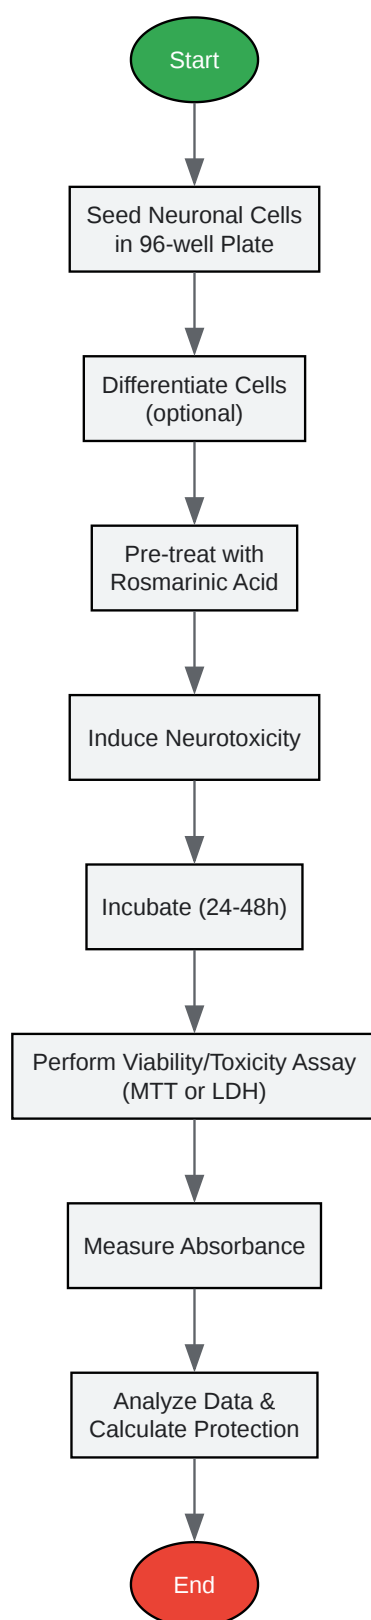 Start
Seed Neuronal Cells
in 96-well Plate
Differentiate Cells
(optional)
Pre-treat with
Rosmarinic Acid
Induce Neurotoxicity
Incubate (24-48h)
Perform Viability/Toxicity Assay
(MTT or LDH)
Measure Absorbance
Analyze Data &
Calculate Protection
End